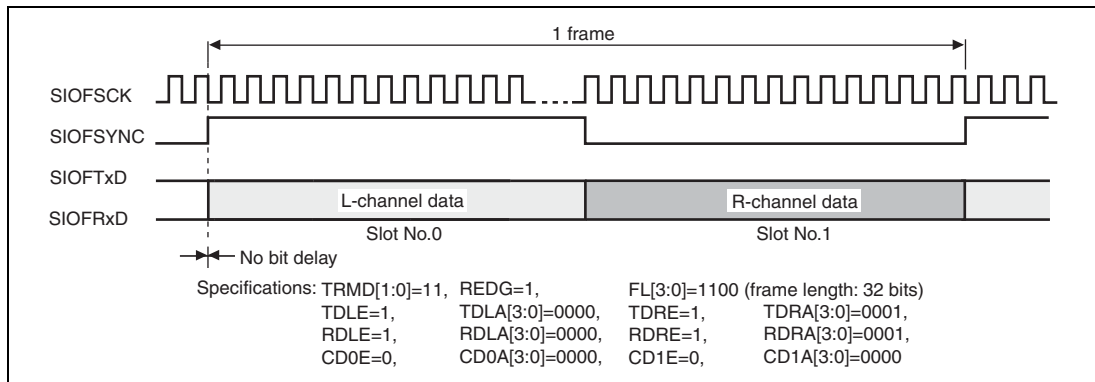 1 frame
SIOFSCK
SIOFSYNC
SIOFTxD
SIOFRxD
L-channel data
R-channel data
Slot No.0
Slot No.1
No bit delay
Specifications: TRMD[1:0]=11, REDG=1, FL[3:0]=1100 (frame length: 32 bits)
TDLE=1, TDLA[3:0]=0000, TDRE=1, TDRA[3:0]=0001,
RDLE=1, RDLA[3:0]=0000, RDRE=1, RDRA[3:0]=0001,
CD0E=0, CD0A[3:0]=0000, CD1E=0, CD1A[3:0]=0000